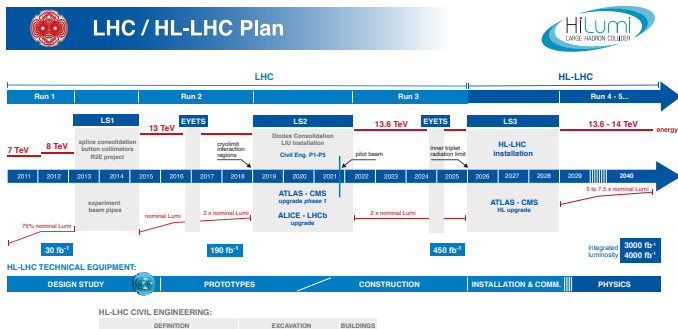 LHC / HL-LHC Plan
HiLumi
LARGE HADRON COLLIDER
LHC
HL-LHC
Run 1
Run 2
Run 3
Run 4 - 5...
LS1
EYETS
LS2
EYETS
LS3
7 TeV
8 TeV
13 TeV
13.6 TeV
13.6 - 14 TeV
energy
splice consolidation
button collimators
R2E project
cryolimit
interaction
regions
Diodes Consolidation
LIU Installation
Civil Eng. P1-P5
pilot beam
inner triplet
radiation limit
HL-LHC
installation
2011 2012 2013 2014 2015 2016 2017 2018 2019 2020 2021 2022 2023 2024 2025 2026 2027 2028 2029 2040
5 to 7.5 x nominal Lumi
experiment
beam pipes
ATLAS - CMS
upgrade phase 1
ALICE - LHCb
upgrade
ATLAS - CMS
HL upgrade
75% nominal Lumi
nominal Lumi
2 x nominal Lumi
2 x nominal Lumi
30 fb-1
190 fb-1
450 fb-1
integrated
luminosity
3000 fb-1
4000 fb-1
HL-LHC TECHNICAL EQUIPMENT:
DESIGN STUDY
PROTOTYPES
CONSTRUCTION
INSTALLATION & COMM.
PHYSICS
HL-LHC CIVIL ENGINEERING:
DEFINITION
EXCAVATION
BUILDINGS